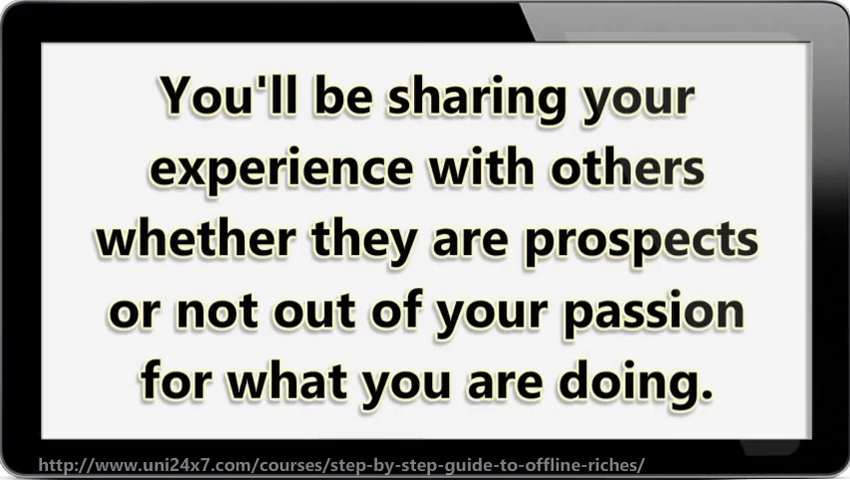 You'll be sharing your
experience with others
whether they are prospects
or not out of your passion
for what you are doing.
http://www.uni24x7.com/courses/step-by-step-guide-to-offline-riches/